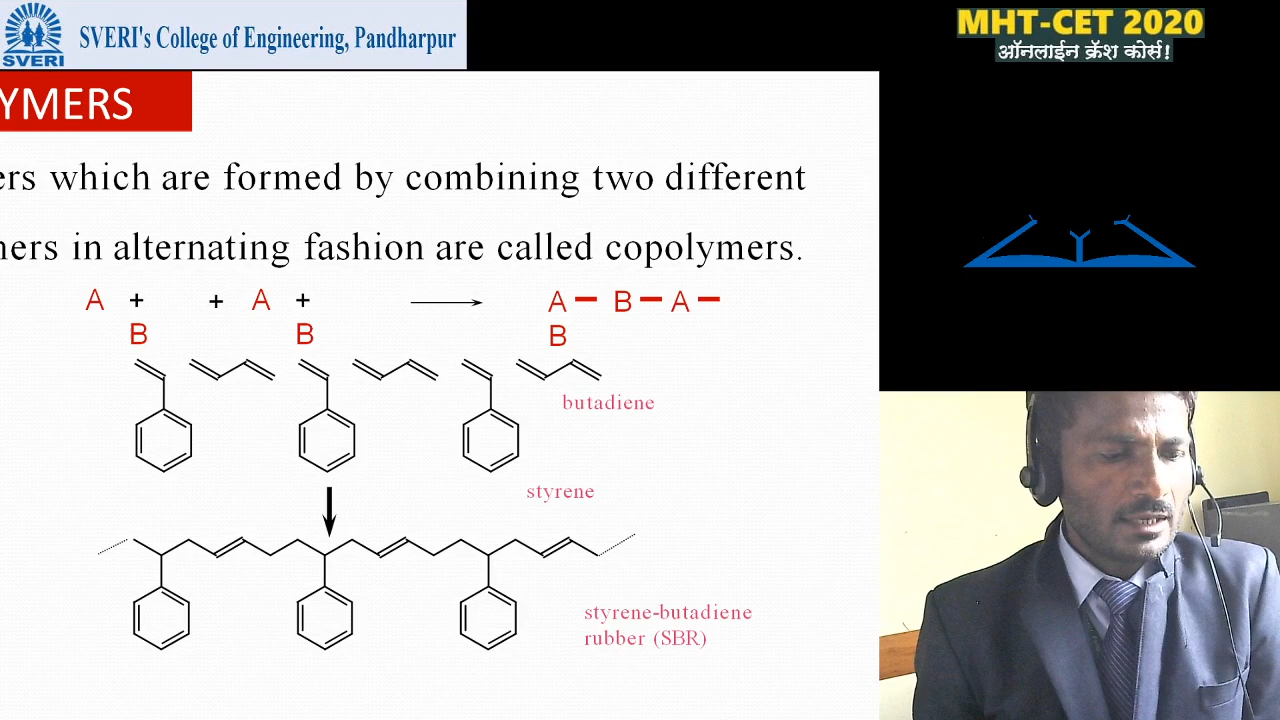 SVERI
SVERI's College of Engineering, Pandharpur
MHT-CET 2020
ऑनलाईन क्रॅश कोर्स!
YMERS
ers which are formed by combining two different
ners in alternating fashion are called copolymers.
A + + A + A B A
B B B
butadiene
styrene
styrene-butadiene
rubber (SBR)